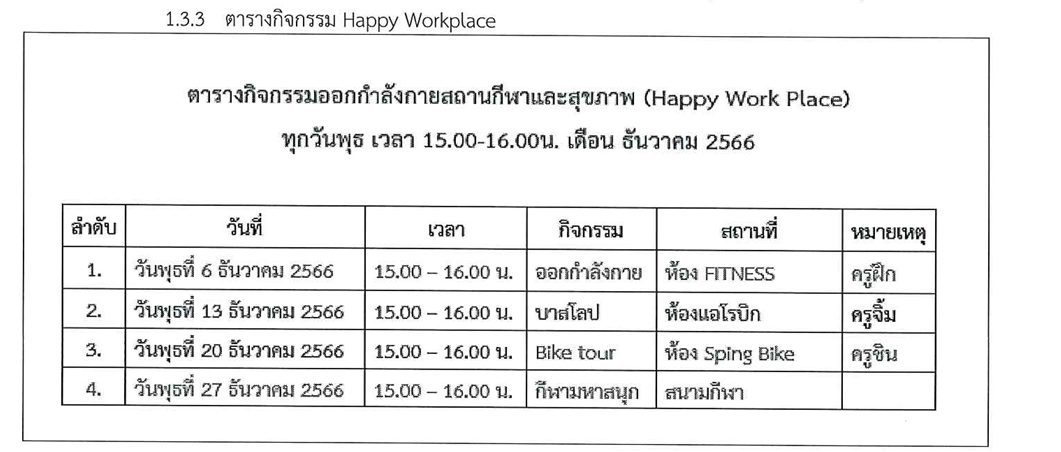 1.3.3 ตารางกิจกรรม Happy Workplace
ตารางกิจกรรมออกกำลังกายสถานกีฬาและสุขภาพ (Happy Work Place)
ทุกวันพุธ เวลา 15.00-16.00น. เดือน ธันวาคม 2566
ลำดับ วันที่ เวลา กิจกรรม สถานที่ หมายเหตุ
1. วันพุธที่ 6 ธันวาคม 2566 15.00 – 16.00 น. ออกกำลังกาย ห้อง FITNESS ครูฝึก
2. วันพุธที่ 13 ธันวาคม 2566 15.00 – 16.00 น. บาสโลป ห้องแอโรบิก ครูจิ้ม
3. วันพุธที่ 20 ธันวาคม 2566 15.00 – 16.00 น. Bike tour ห้อง Sping Bike ครูชิน
4. วันพุธที่ 27 ธันวาคม 2566 15.00 – 16.00 น. กีฬามหาสนุก สนามกีฬา